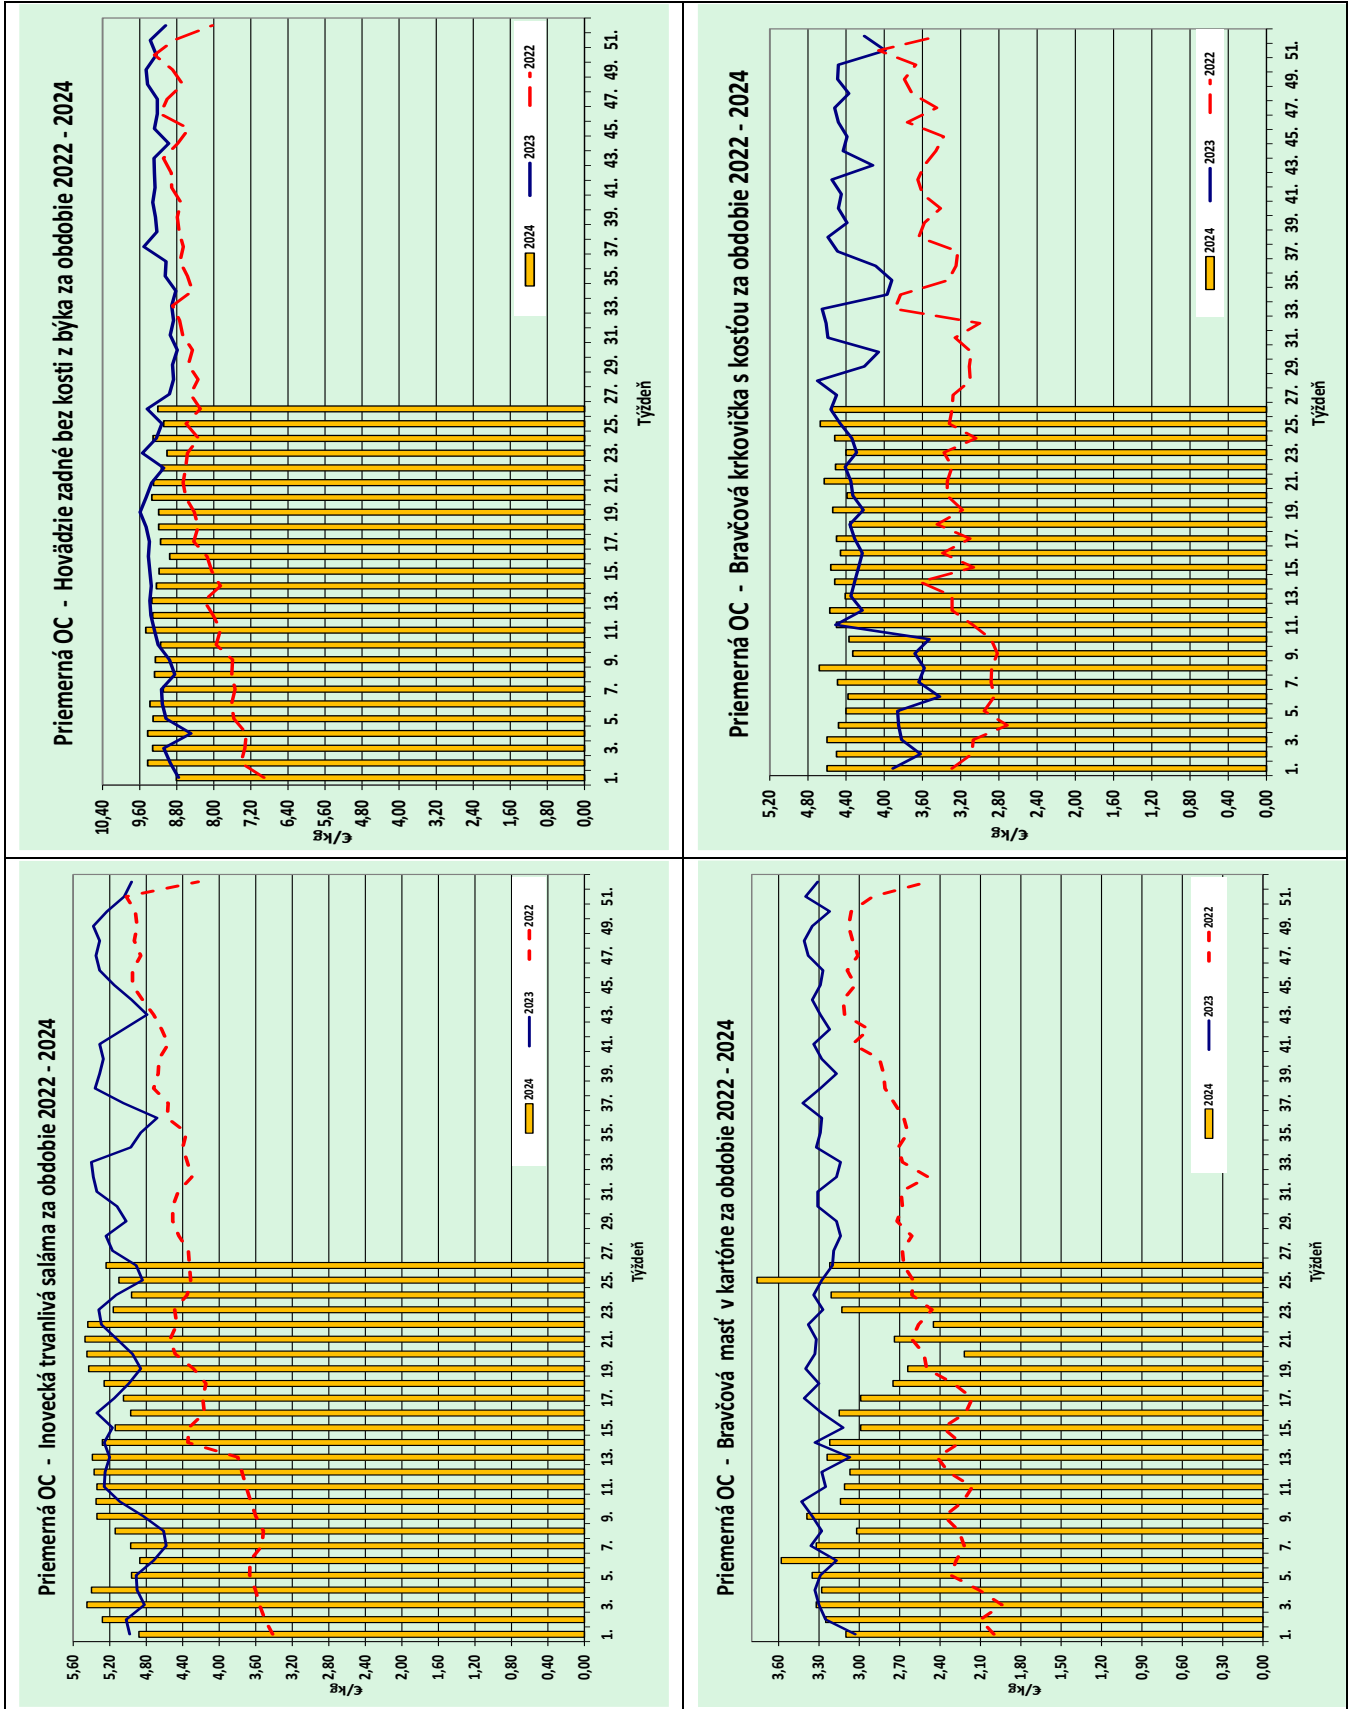 Priemerná OC - Inovecká trvanlivá saláma za obdobie 2022 - 2024
5,60
5,20
4,80
4,40
4,00
3,60
3,20
2,80
2,40
2,00
1,60
1,20
0,80
0,40
0,00
€/kg
2024 2023 2022
1. 3. 5. 7. 9. 11. 13. 15. 17. 19. 21. 23. 25. 27. 29. 31. 33. 35. 37. 39. 41. 43. 45. 47. 49. 51.
Týždeň
Priemerná OC - Hovädzie zadné bez kosti z býka za obdobie 2022 - 2024
10,40
9,60
8,80
8,00
7,20
6,40
5,60
4,80
4,00
3,20
2,40
1,60
0,80
0,00
€/kg
2024 2023 2022
1. 3. 5. 7. 9. 11. 13. 15. 17. 19. 21. 23. 25. 27. 29. 31. 33. 35. 37. 39. 41. 43. 45. 47. 49. 51.
Týždeň
Priemerná OC - Bravčová masť v kartóne za obdobie 2022 - 2024
3,60
3,30
3,00
2,70
2,40
2,10
1,80
1,50
1,20
0,90
0,60
0,30
0,00
€/kg
2024 2023 2022
1. 3. 5. 7. 9. 11. 13. 15. 17. 19. 21. 23. 25. 27. 29. 31. 33. 35. 37. 39. 41. 43. 45. 47. 49. 51.
Týždeň
Priemerná OC - Bravčová krkovička s kosťou za obdobie 2022 - 2024
5,20
4,80
4,40
4,00
3,60
3,20
2,80
2,40
2,00
1,60
1,20
0,80
0,40
0,00
€/kg
2024 2023 2022
1. 3. 5. 7. 9. 11. 13. 15. 17. 19. 21. 23. 25. 27. 29. 31. 33. 35. 37. 39. 41. 43. 45. 47. 49. 51.
Týždeň